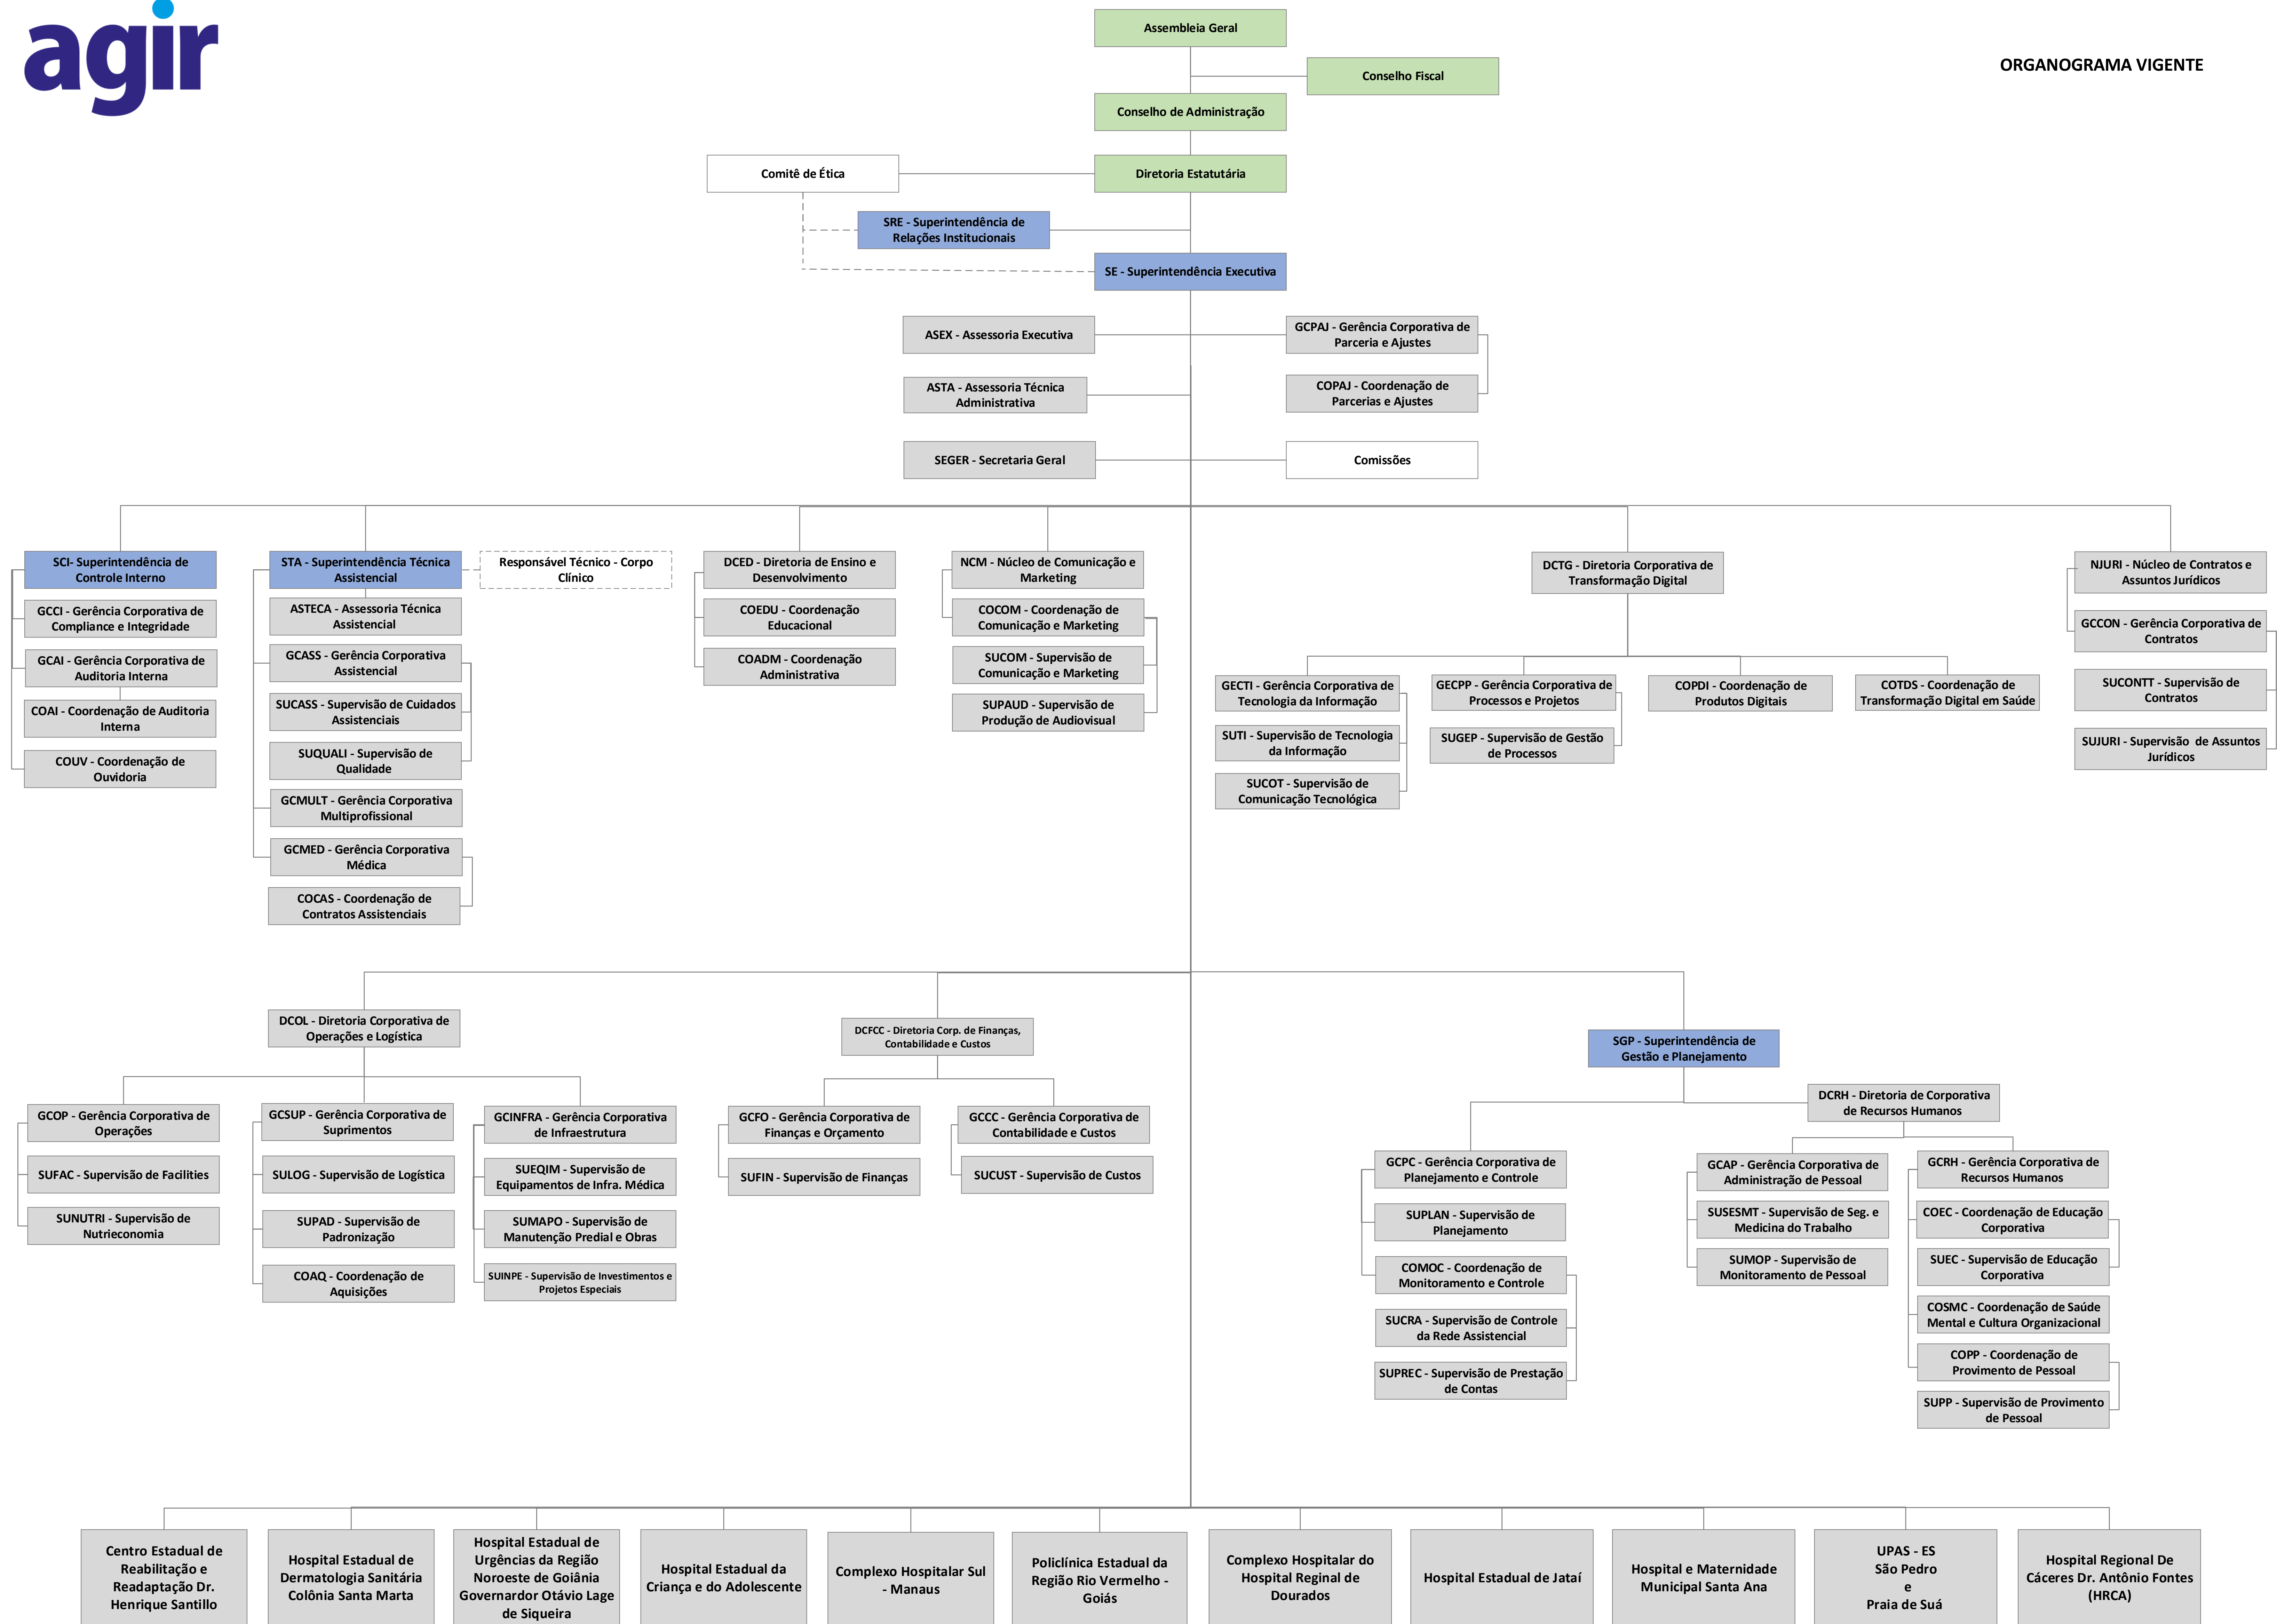 agir
ORGANOGRAMA VIGENTE
Assembleia Geral
Conselho Fiscal
Conselho de Administração
Comitê de Ética
Diretoria Estatutária
SRE - Superintendência de
Relações Institucionais
SE - Superintendência Executiva
ASEX - Assessoria Executiva
GCPAJ - Gerência Corporativa de
Parceria e Ajustes
ASTA - Assessoria Técnica
Administrativa
COPAJ - Coordenação de
Parcerias e Ajustes
SEGER - Secretaria Geral
Comissões
SCI- Superintendência de
Controle Interno
GCCI - Gerência Corporativa de
Compliance e Integridade
GCAI - Gerência Corporativa de
Auditoria Interna
COAI - Coordenação de Auditoria
Interna
COUV - Coordenação de
Ouvidoria
STA - Superintendência Técnica
Assistencial
Responsável Técnico - Corpo
Clínico
ASTECA - Assessoria Técnica
Assistencial
GCASS - Gerência Corporativa
Assistencial
SUCASS - Supervisão de Cuidados
Assistenciais
SUQUALI - Supervisão de
Qualidade
GCMULT - Gerência Corporativa
Multiprofissional
GCMED - Gerência Corporativa
Médica
COCAS - Coordenação de
Contratos Assistenciais
DCED - Diretoria de Ensino e
Desenvolvimento
COEDU - Coordenação
Educacional
COADM - Coordenação
Administrativa
NCM - Núcleo de Comunicação e
Marketing
COCOM - Coordenação de
Comunicação e Marketing
SUCOM - Supervisão de
Comunicação e Marketing
SUPAUD - Supervisão de
Produção de Audiovisual
DCTG - Diretoria Corporativa de
Transformação Digital
GECTI - Gerência Corporativa de
Tecnologia da Informação
SUTI - Supervisão de Tecnologia
da Informação
SUCOT - Supervisão de
Comunicação Tecnológica
GECPP - Gerência Corporativa de
Processos e Projetos
SUGEP - Supervisão de Gestão
de Processos
COPDI - Coordenação de
Produtos Digitais
COTDS - Coordenação de
Transformação Digital em Saúde
NJURI - Núcleo de Contratos e
Assuntos Jurídicos
GCCON - Gerência Corporativa de
Contratos
SUCONTT - Supervisão de
Contratos
SUJURI - Supervisão  de Assuntos
Jurídicos
DCOL - Diretoria Corporativa de
Operações e Logística
GCOP - Gerência Corporativa de
Operações
SUFAC - Supervisão de Facilities
SUNUTRI - Supervisão de
Nutrieconomia
GCSUP - Gerência Corporativa de
Suprimentos
SULOG - Supervisão de Logística
SUPAD - Supervisão de
Padronização
COAQ - Coordenação de
Aquisições
GCINFRA - Gerência Corporativa
de Infraestrutura
SUEQIM - Supervisão de
Equipamentos de Infra. Médica
SUMAPO - Supervisão de
Manutenção Predial e Obras
SUINPE - Supervisão de Investimentos e
Projetos Especiais
DCFCC - Diretoria Corp. de Finanças,
Contabilidade e Custos
GCFO - Gerência Corporativa de
Finanças e Orçamento
SUFIN - Supervisão de Finanças
GCCC - Gerência Corporativa de
Contabilidade e Custos
SUCUST - Supervisão de Custos
SGP - Superintendência de
Gestão e Planejamento
DCRH - Diretoria de Corporativa
de Recursos Humanos
GCPC - Gerência Corporativa de
Planejamento e Controle
SUPLAN - Supervisão de
Planejamento
COMOC - Coordenação de
Monitoramento e Controle
SUCRA - Supervisão de Controle
da Rede Assistencial
SUPREC - Supervisão de Prestação
de Contas
GCAP - Gerência Corporativa de
Administração de Pessoal
SUSESMT - Supervisão de Seg. e
Medicina do Trabalho
SUMOP - Supervisão de
Monitoramento de Pessoal
GCRH - Gerência Corporativa de
Recursos Humanos
COEC - Coordenação de Educação
Corporativa
SUEC - Supervisão de Educação
Corporativa
COSMC - Coordenação de Saúde
Mental e Cultura Organizacional
COPP - Coordenação de
Provimento de Pessoal
SUPP - Supervisão de Provimento
de Pessoal
Centro Estadual de
Reabilitação e
Readaptação Dr.
Henrique Santillo
Hospital Estadual de
Dermatologia Sanitária
Colônia Santa Marta
Hospital Estadual de
Urgências da Região
Noroeste de Goiânia
Governardor Otávio Lage
de Siqueira
Hospital Estadual da
Criança e do Adolescente
Complexo Hospitalar Sul
- Manaus
Policlínica Estadual da
Região Rio Vermelho -
Goiás
Complexo Hospitalar do
Hospital Reginal de
Dourados
Hospital Estadual de Jataí
Hospital e Maternidade
Municipal Santa Ana
UPAS - ES
São Pedro
e
Praia de Suá
Hospital Regional De
Cáceres Dr. Antônio Fontes
(HRCA)